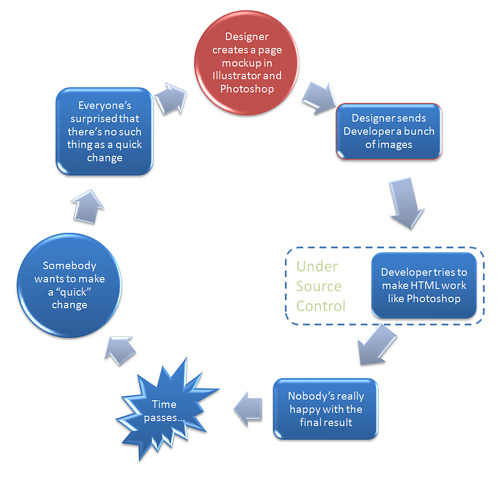 Designer
creates a page
mockup in
Illustrator and
Photoshop
Designer sends
Developer a bunch
of images
Under
Source
Control
Developer tries to
make HTML work
like Photoshop
Nobody's really
happy with the
final result
Time
passes...
Somebody
wants to make
a “quick”
change
Everyone's
surprised that
there's no such
thing as a quick
change